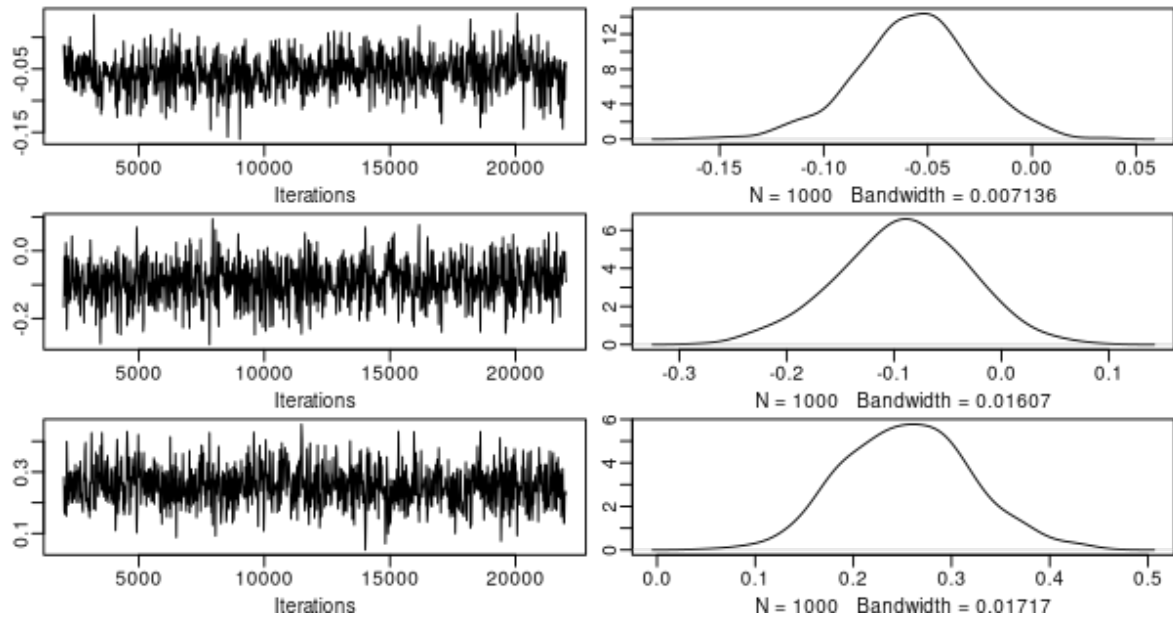 -0.15 -0.05
5000 10000 15000 20000
Iterations
0 4 8 12
-0.15 -0.10 -0.05 0.00 0.05
N = 1000 Bandwidth = 0.007136
-0.2 0.0
5000 10000 15000 20000
Iterations
0 2 4 6
-0.3 -0.2 -0.1 0.0 0.1
N = 1000 Bandwidth = 0.01607
0.1 0.3
5000 10000 15000 20000
Iterations
0 2 4 6
0.0 0.1 0.2 0.3 0.4 0.5
N = 1000 Bandwidth = 0.01717